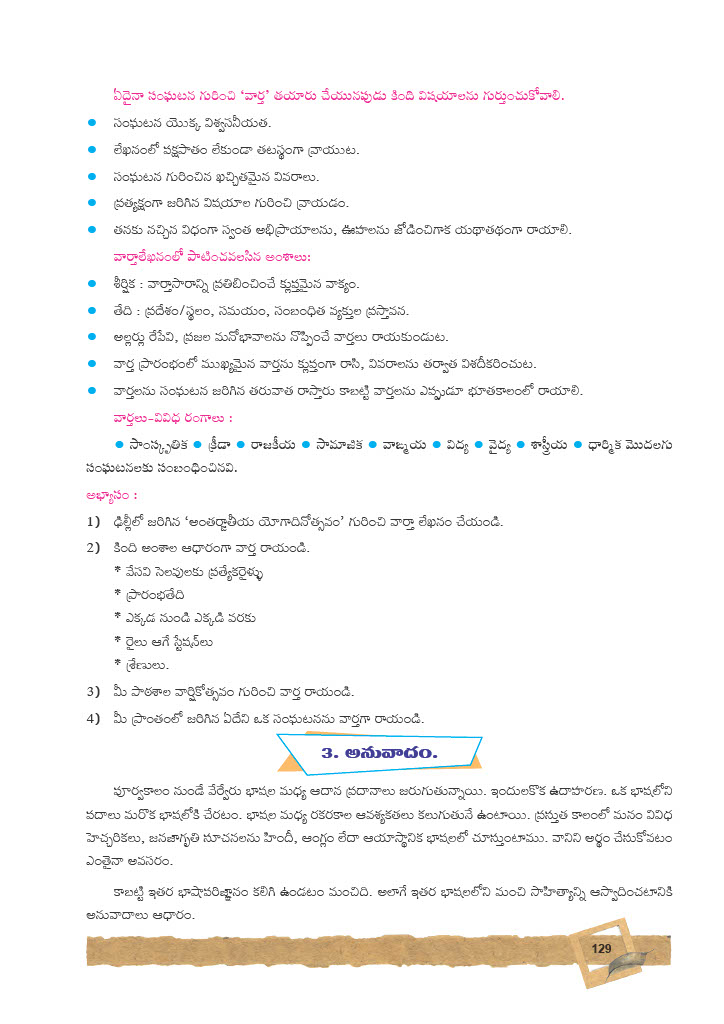 ఏదైనా సంఘటన గురించి ‘వార్త’ తయారు చేయునపుడు కింది విషయాలను గుర్తుంచుకోవాలి.
● సంఘటన యొక్క విశ్వసనీయత.
● లేఖనంలో పక్షపాతం లేకుండా తటస్థంగా వ్రాయుట.
● సంఘటన గురించిన ఖచ్చితమైన వివరాలు.
● ప్రత్యక్షంగా జరిగిన విషయాల గురించి వ్రాయడం.
● తనకు నచ్చిన విధంగా స్వంత అభిప్రాయాలను, ఊహలను జోడించిగాక యథాతథంగా రాయాలి.
వార్తాలేఖనంలో పాటించవలసిన అంశాలు:
● శీర్షిక : వార్తాసారాన్ని ప్రతిబించించే క్లుప్తమైన వాక్యం.
● తేది : ప్రదేశం/స్థలం, సమయం, సంబంధిత వ్యక్తుల ప్రస్తావన.
● అల్లర్లు రేపేవి, ప్రజల మనోభావాలను నొప్పించే వార్తలు రాయకుండుట.
● వార్త ప్రారంభంలో ముఖ్యమైన వార్తను క్లుప్తంగా రాసి, వివరాలను తర్వాత విశదీకరించుట.
● వార్తలను సంఘటన జరిగిన తరువాత రాస్తారు కాబట్టి వార్తలను ఎప్పుడూ భూతకాలంలో రాయాలి.
వార్తలు-వివిధ రంగాలు :
● సాంస్కృతిక ● క్రీడా ● రాజకీయ ● సామాజిక ● వాఙ్మయ ● విద్య ● వైద్య ● శాస్త్రీయ ● ధార్మిక మొదలగు
సంఘటనలకు సంబంధించినవి.
అభ్యాసం :
1) ఢిల్లీలో జరిగిన ‘అంతర్జాతీయ యోగాదినోత్సవం’ గురించి వార్తా లేఖనం చేయండి.
2) కింది అంశాల ఆధారంగా వార్త రాయండి.
* వేసవి సెలవులకు ప్రత్యేకరైళ్ళు
* ప్రారంభతేది
* ఎక్కడ నుండి ఎక్కడి వరకు
* రైలు ఆగే స్టేషన్‌లు
* శ్రేణులు.
3) మీ పాఠశాల వార్షికోత్సవం గురించి వార్త రాయండి.
4) మీ ప్రాంతంలో జరిగిన ఏదేని ఒక సంఘటనను వార్తగా రాయండి.
3. అనువాదం.
పూర్వకాలం నుండే వేర్వేరు భాషల మధ్య ఆదాన ప్రదానాలు జరుగుతున్నాయి. ఇందులకొక ఉదాహరణ. ఒక భాషలోని
పదాలు మరొక భాషలోకి చేరటం. భాషల మధ్య రకరకాల ఆవశ్యకతలు కలుగుతునే ఉంటాయి. ప్రస్తుత కాలంలో మనం వివిధ
హెచ్చరికలు, జనజాగృతి సూచనలను హిందీ, ఆంగ్లం లేదా ఆయాస్థానిక భాషలలో చూస్తుంటాము. వానిని అర్థం చేసుకోవటం
ఎంతైనా అవసరం.
కాబట్టి ఇతర భాషాపరిజ్ఞానం కలిగి ఉండటం మంచిది. అలాగే ఇతర భాషలలోని మంచి సాహిత్యాన్ని ఆస్వాదించటానికి
అనువాదాలు ఆధారం.
129